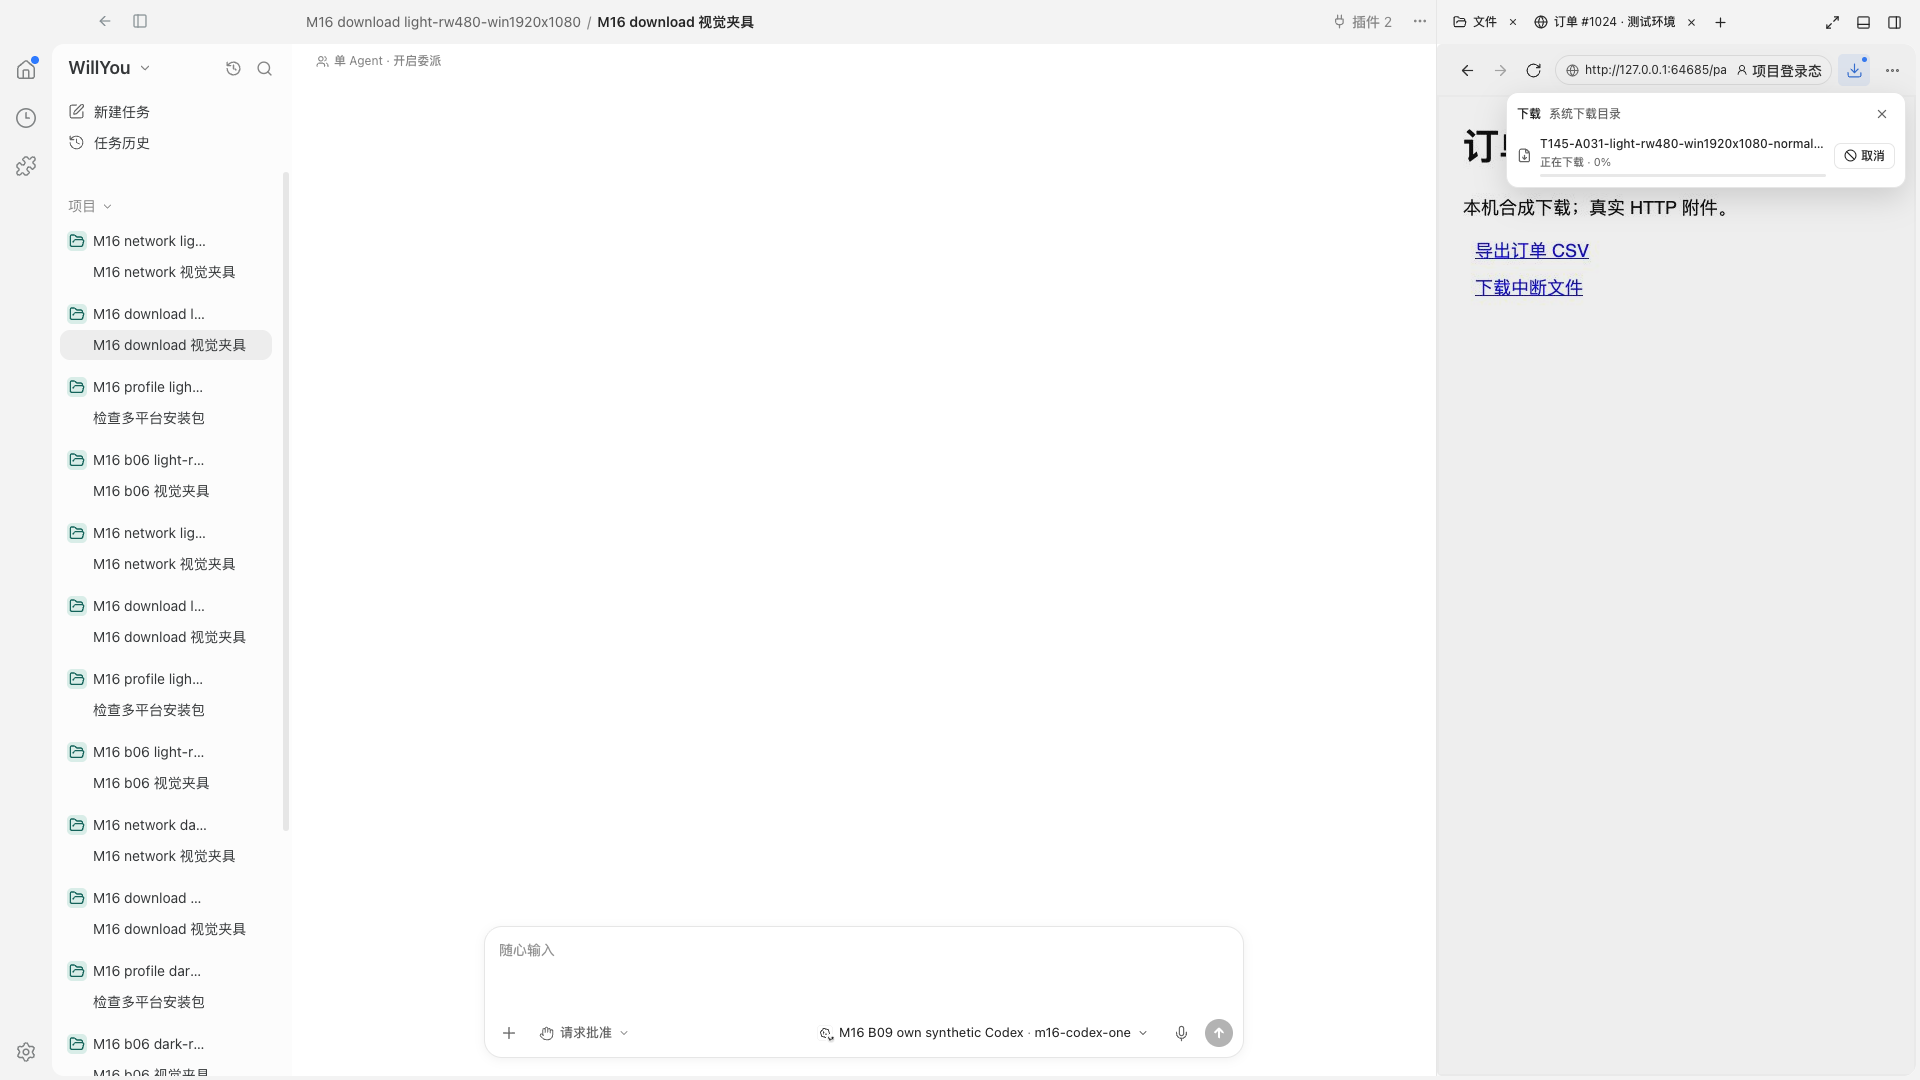 M16 download light-rw480-win1920x1080 / M16 download 视觉夹具
插件 2
文件
订单 #1024 · 测试环境
WillYou
新建任务
任务历史
项目
M16 network lig...
M16 network 视觉夹具
M16 download l...
M16 download 视觉夹具
M16 profile ligh...
检查多平台安装包
M16 b06 light-r...
M16 b06 视觉夹具
M16 network lig...
M16 network 视觉夹具
M16 download l...
M16 download 视觉夹具
M16 profile ligh...
检查多平台安装包
M16 b06 light-r...
M16 b06 视觉夹具
M16 network da...
M16 network 视觉夹具
M16 download ...
M16 download 视觉夹具
M16 profile dar...
检查多平台安装包
M16 b06 dark-r...
M16 b06 视觉夹具
单 Agent · 开启委派
随心输入
请求批准
M16 B09 own synthetic Codex · m16-codex-one
http://127.0.0.1:64685/pa
项目登录态
下载 系统下载目录
T145-A031-light-rw480-win1920x1080-normal...
正在下载 · 0%
取消
订
本机合成下载；真实 HTTP 附件。
导出订单 CSV
下载中断文件